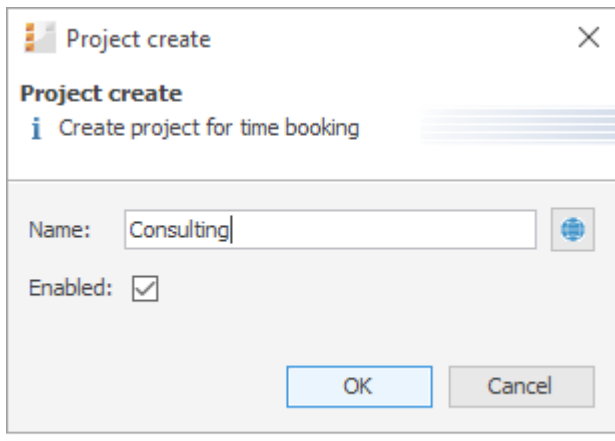 Project create
Project create
Create project for time booking
Name: Consulting
Enabled:
OK Cancel